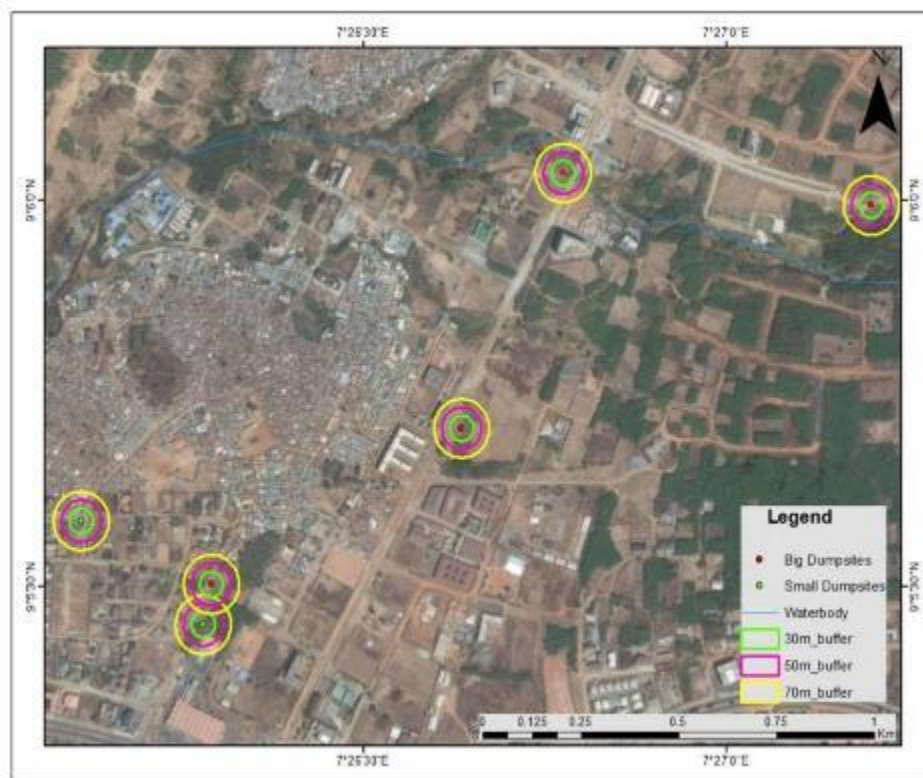 7°26'30"E 7°27'0"E
N
9°6'0"N 9°6'0"N
Legend
Big Dumpsites
Small Dumpsites
Waterbody
30m_buffer
50m_buffer
70m_buffer
9°5'30"N 9°5'30"N
0 0.125 0.25 0.5 0.75 1
Km
7°26'30"E 7°27'0"E